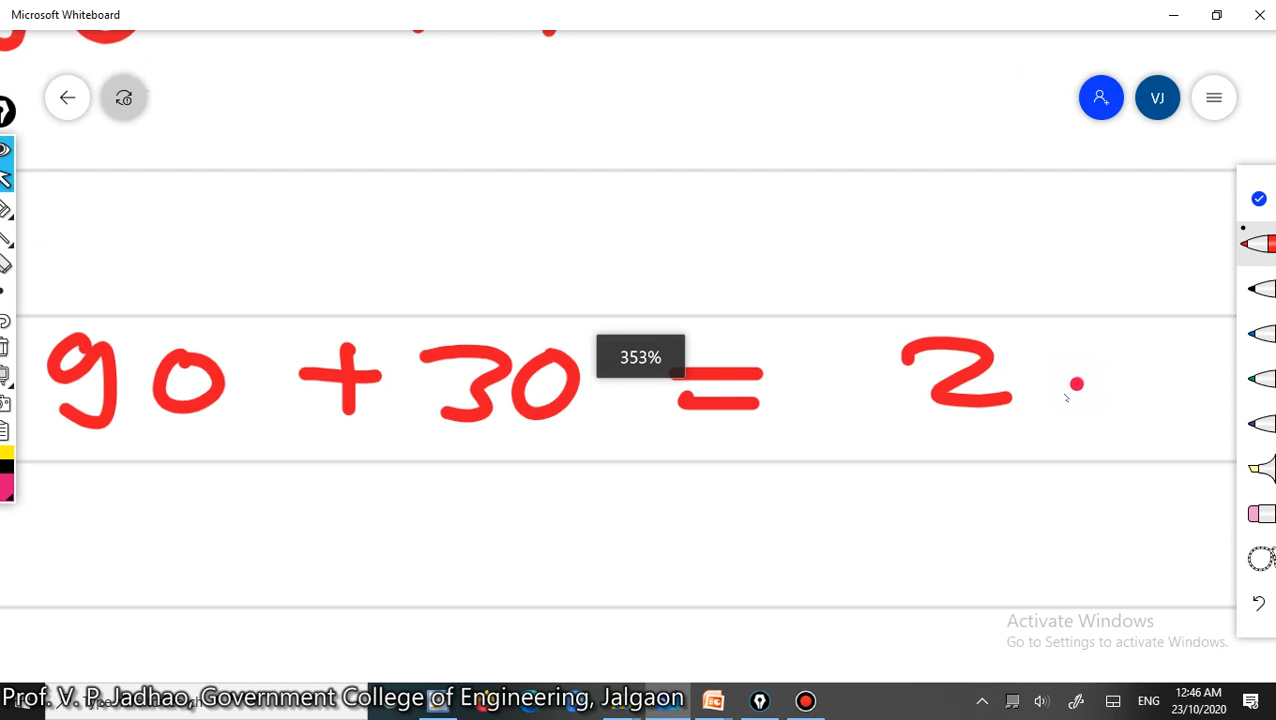 Microsoft Whiteboard
VJ
353%
90 + 30 = 2
Activate Windows
Go to Settings to activate Windows.
Prof. V. P. Jadhao, Government College of Engineering, Jalgaon
ENG
12:46 AM
23/10/2020